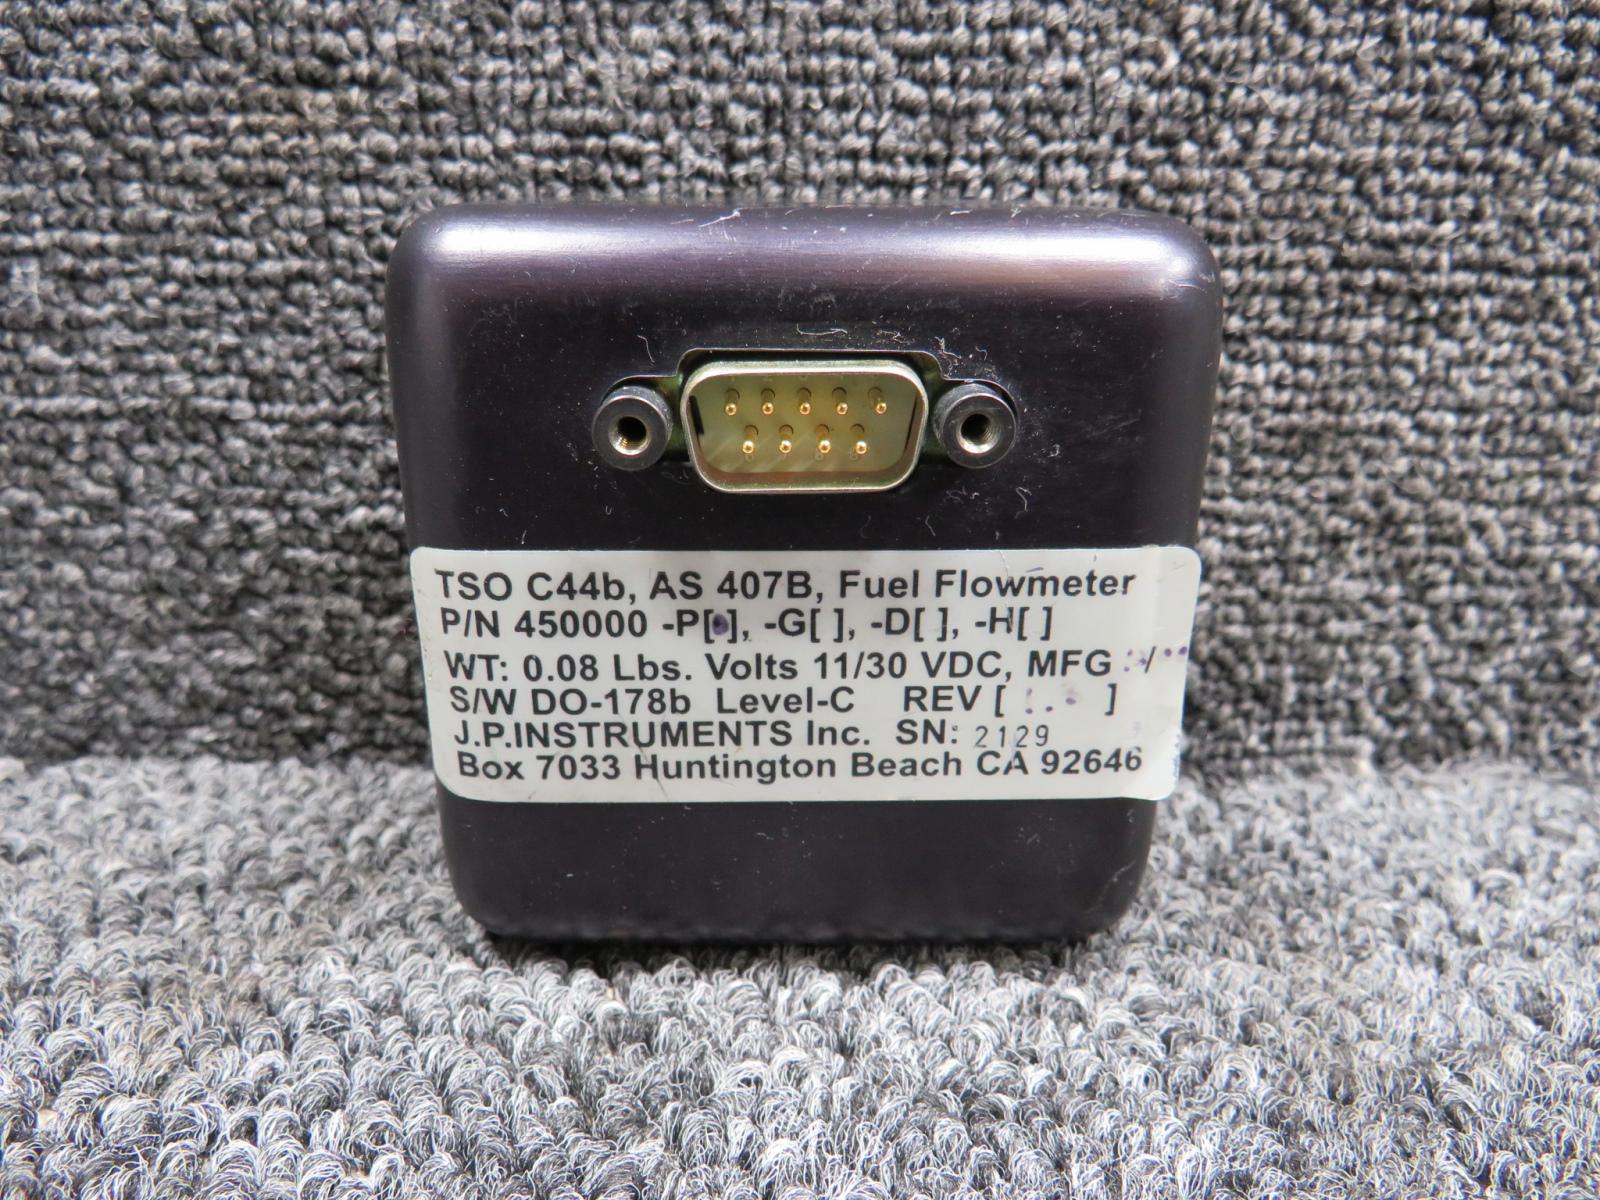 TSO C44b, AS 407B, Fuel Flowmeter
P/N 450000 -P[•], -G[ ], -D[ ], -H[ ]
WT: 0.08 Lbs. Volts 11/30 VDC, MFG /
S/W DO-178b Level-C REV [ ]
J.P.INSTRUMENTS Inc. SN: 2129
Box 7033 Huntington Beach CA 92646